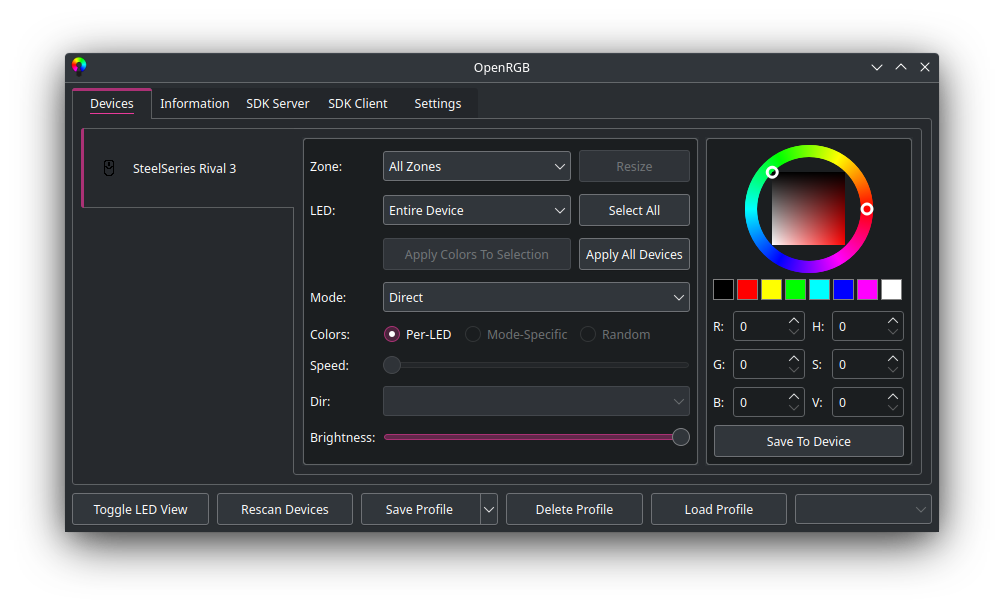 OpenRGB
Devices Information SDK Server SDK Client Settings
SteelSeries Rival 3
Zone: All Zones Resize
LED: Entire Device Select All
Apply Colors To Selection Apply All Devices
Mode: Direct
Colors: Per-LED Mode-Specific Random
Speed:
Dir:
Brightness:
R: 0 H: 0
G: 0 S: 0
B: 0 V: 0
Save To Device
Toggle LED View Rescan Devices Save Profile Delete Profile Load Profile